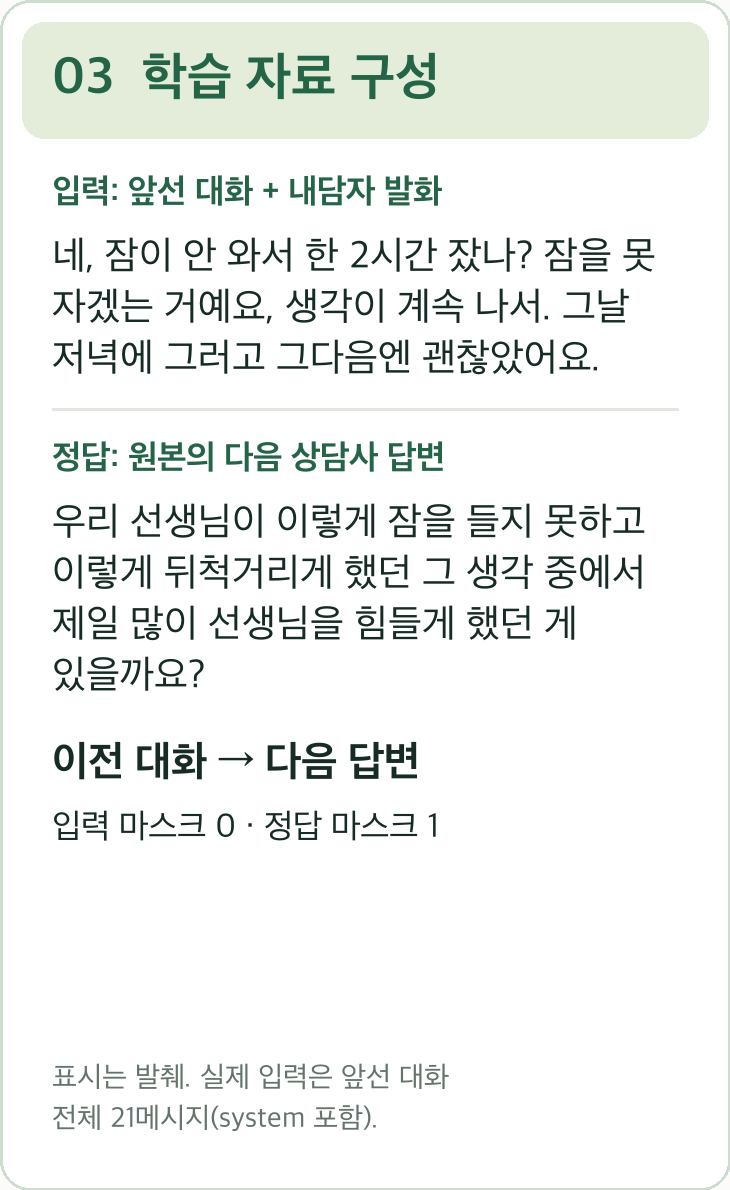 03 학습 자료 구성
입력: 앞선 대화 + 내담자 발화
네, 잠이 안 와서 한 2시간 잤나? 잠을 못
자겠는 거예요, 생각이 계속 나서. 그날
저녁에 그러고 그다음엔 괜찮았어요.
정답: 원본의 다음 상담사 답변
우리 선생님이 이렇게 잠을 들지 못하고
이렇게 뒤척거리게 했던 그 생각 중에서
제일 많이 선생님을 힘들게 했던 게
있을까요?
이전 대화 → 다음 답변
입력 마스크 0 · 정답 마스크 1
표시는 발췌. 실제 입력은 앞선 대화
전체 21메시지(system 포함).